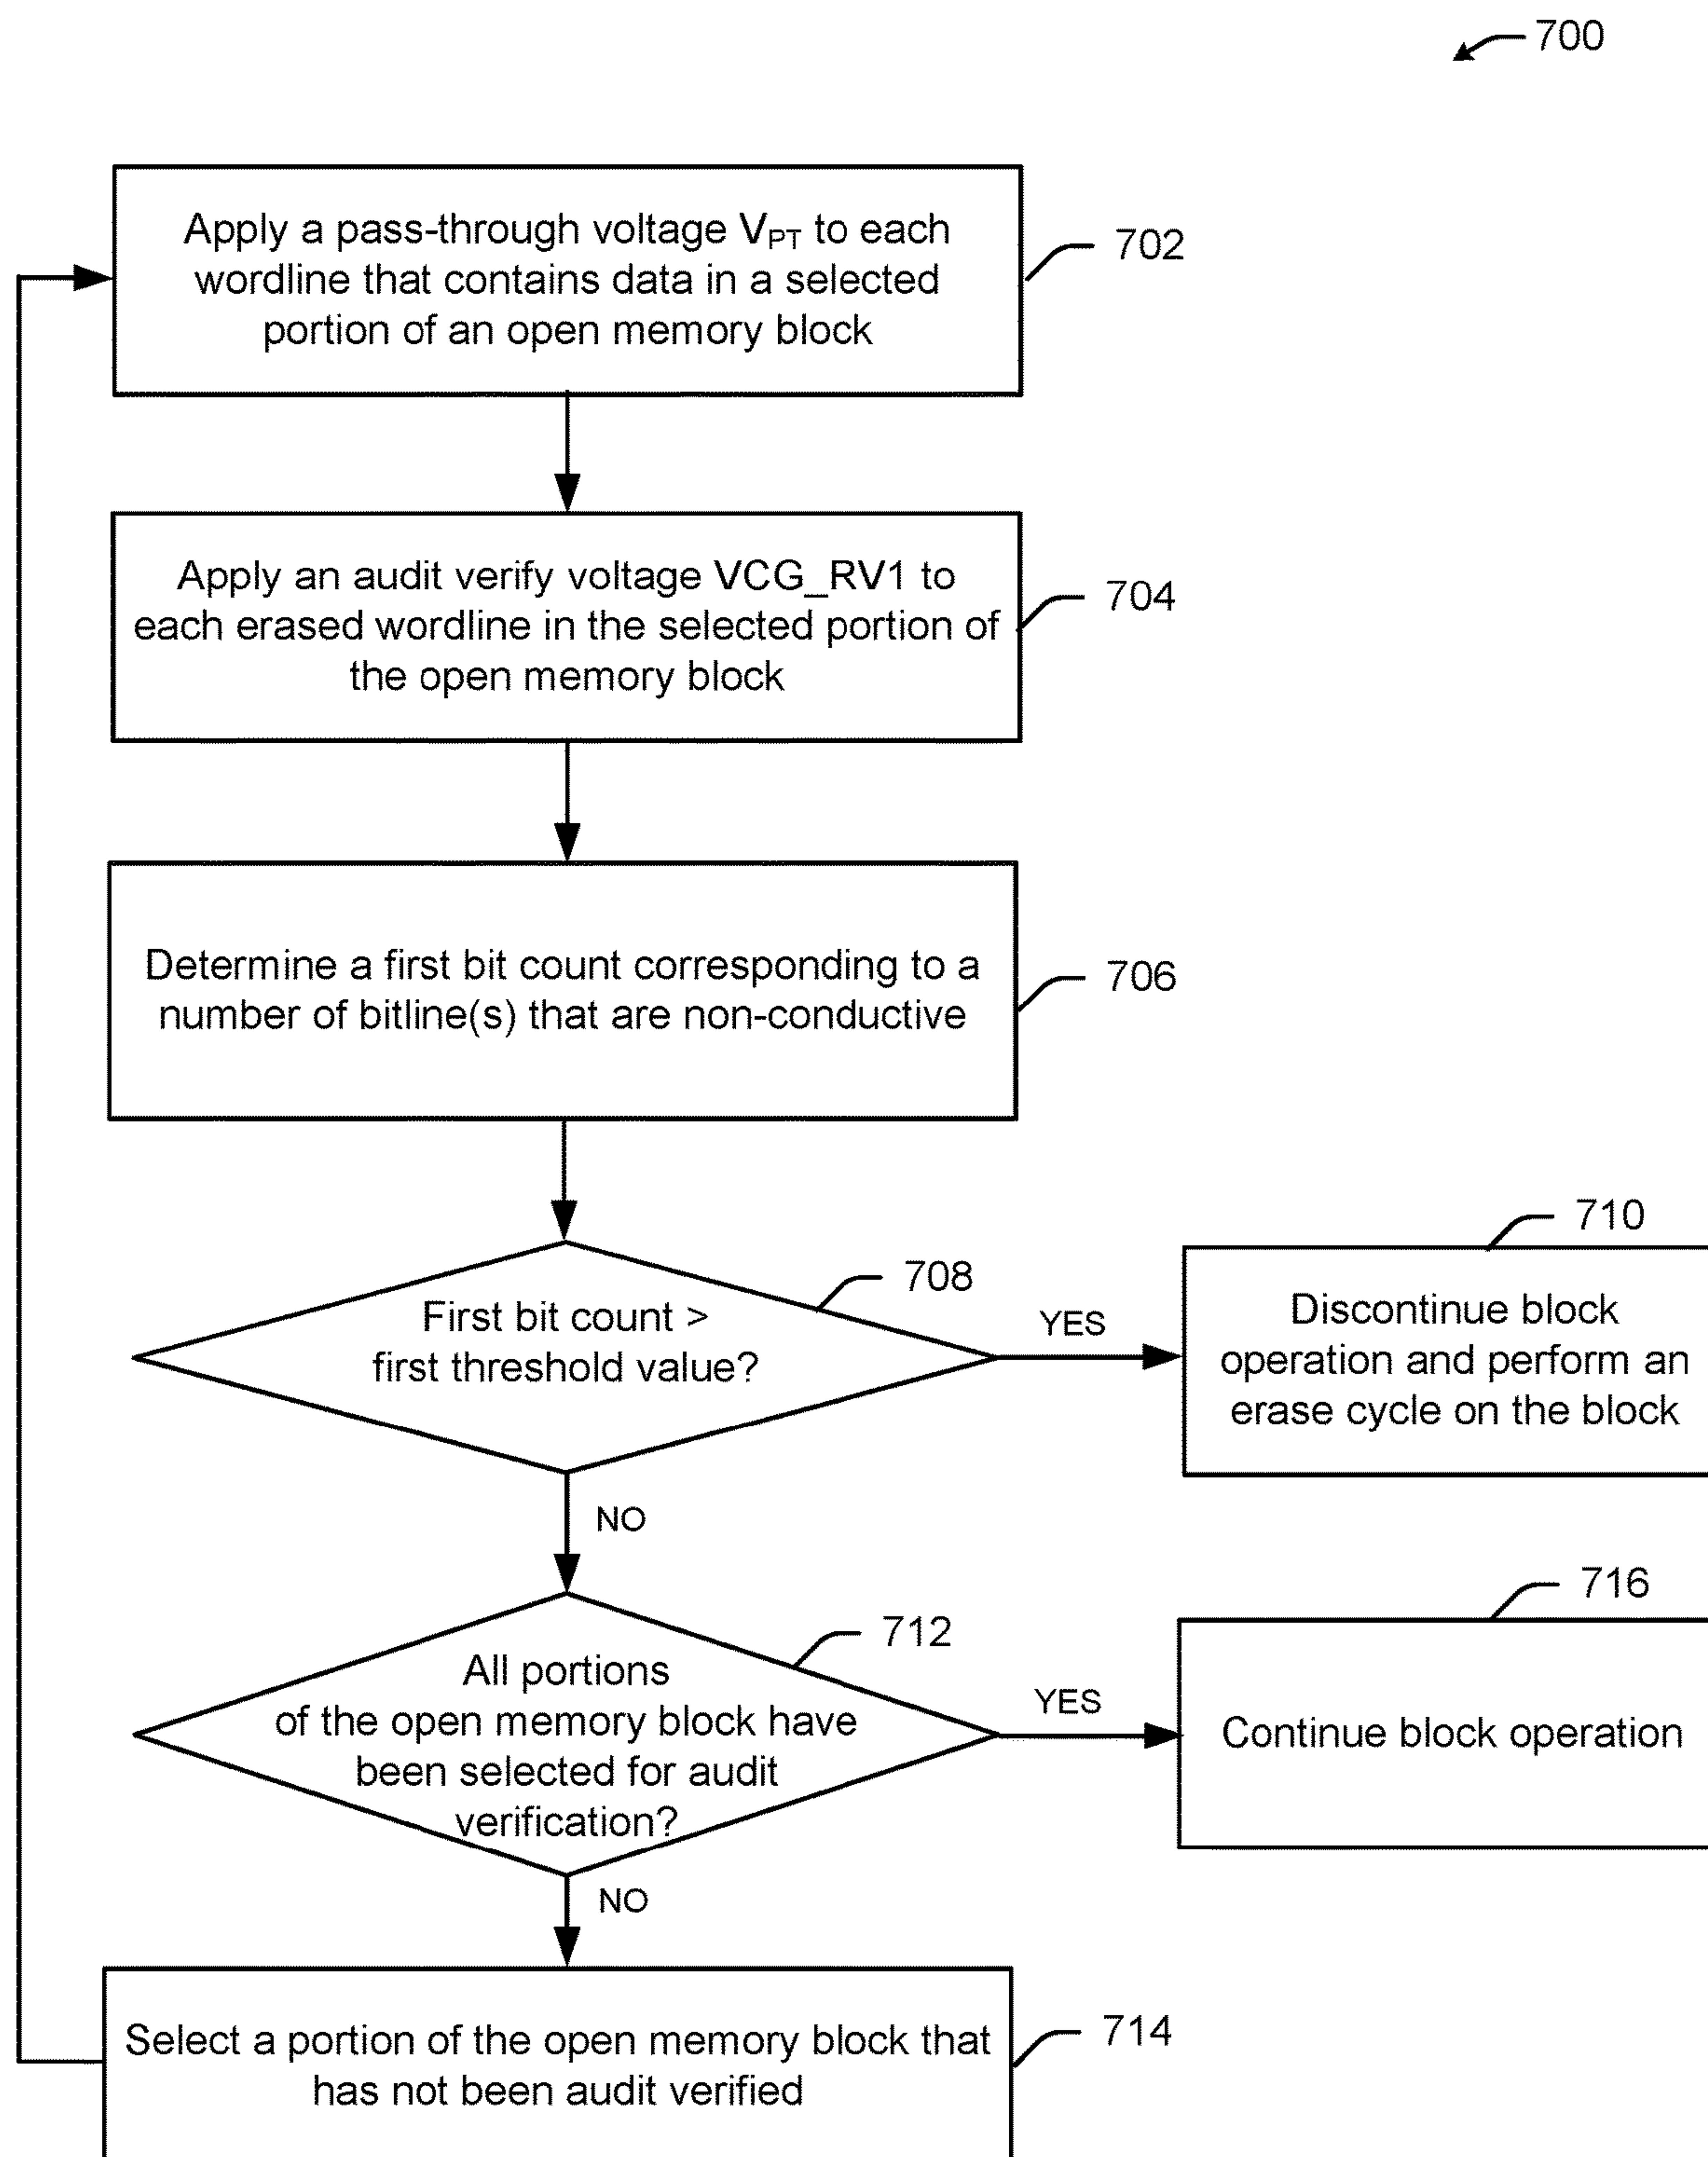 700
Apply a pass-through voltage VPT to each
wordline that contains data in a selected
portion of an open memory block
702
Apply an audit verify voltage VCG_RV1 to
each erased wordline in the selected portion of
the open memory block
704
Determine a first bit count corresponding to a
number of bitline(s) that are non-conductive
706
First bit count >
first threshold value?
708
YES
710
Discontinue block
operation and perform an
erase cycle on the block
NO
All portions
of the open memory block have
been selected for audit
verification?
712
YES
716
Continue block operation
NO
Select a portion of the open memory block that
has not been audit verified
714